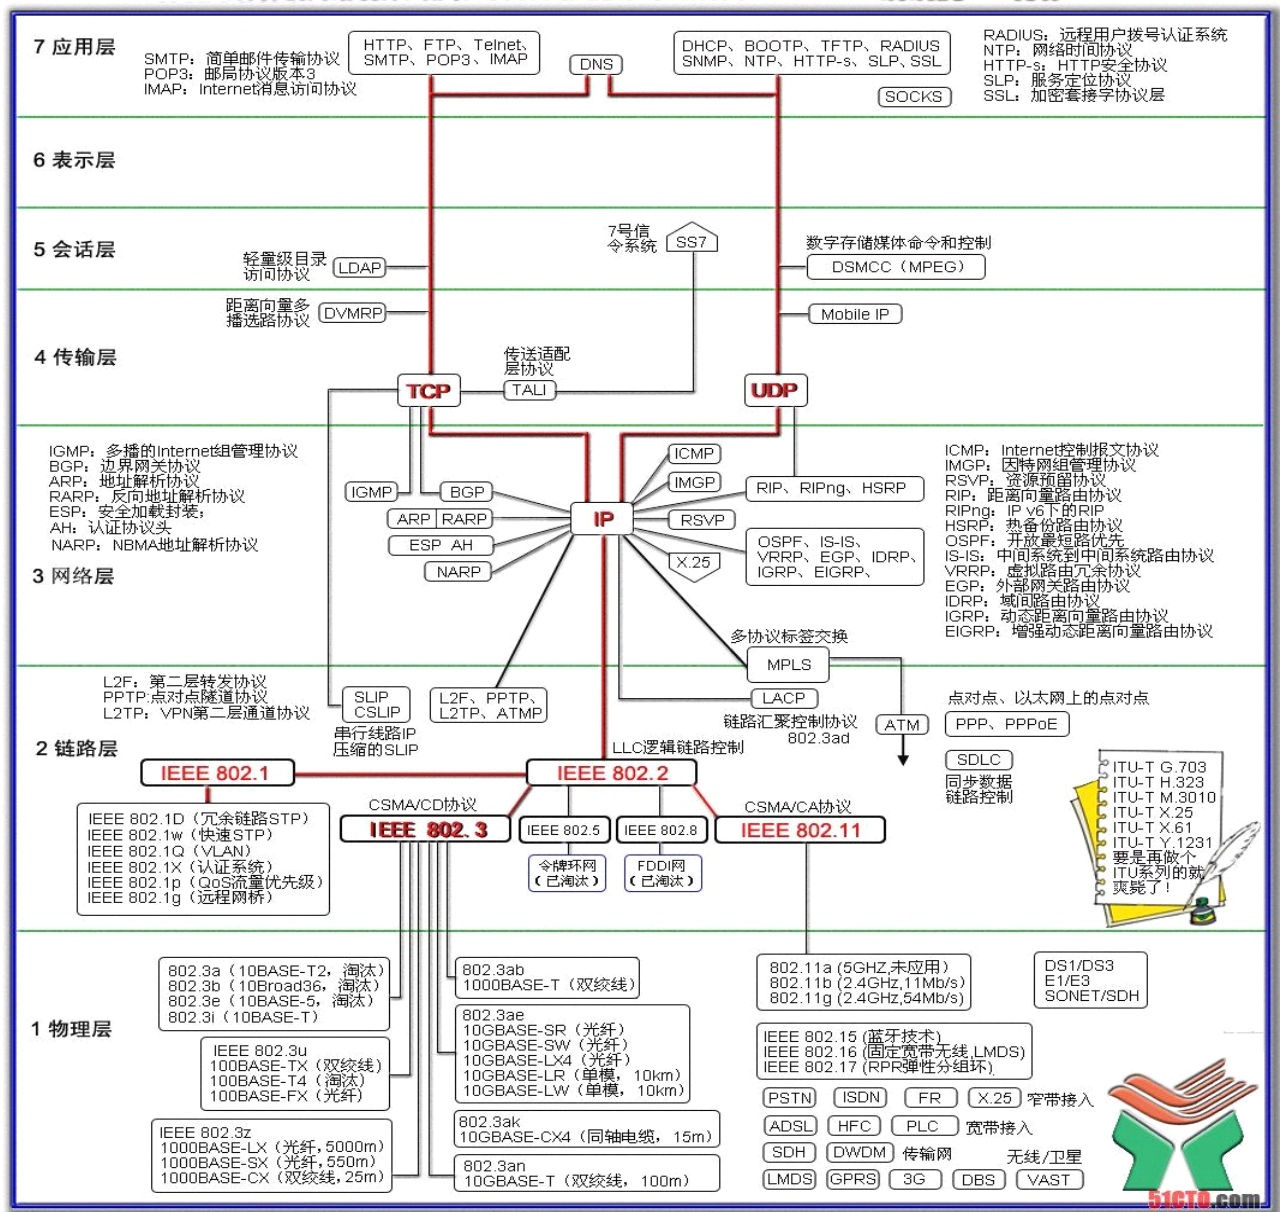 7 应用层
SMTP：简单邮件传输协议
POP3：邮局协议版本3
IMAP：Internet消息访问协议
HTTP、FTP、Telnet、
SMTP、POP3、IMAP
DNS
DHCP、BOOTP、TFTP、RADIUS
SNMP、NTP、HTTP-s、SLP、SSL
SOCKS
RADIUS：远程用户拨号认证系统
NTP：网络时间协议
HTTP-s：HTTP安全协议
SLP：服务定位协议
SSL：加密套接字协议层
6 表示层
5 会话层
轻量级目录
访问协议
LDAP
7号信
令系统
SS7
数字存储媒体命令和控制
DSMCC（MPEG）
距离向量多
播选路协议
DVMRP
Mobile IP
4 传输层
传送适配
层协议
TCP
TALI
UDP
IGMP：多播的Internet组管理协议
BGP：边界网关协议
ARP：地址解析协议
RARP：反向地址解析协议
ESP：安全加载封装；
AH：认证协议头
NARP：NBMA地址解析协议
3 网络层
IGMP
BGP
ARP
RARP
ESP AH
NARP
IP
ICMP
IMGP
RIP、RIPng、HSRP
RSVP
X.25
OSPF、IS-IS、
VRRP、EGP、IDRP、
IGRP、EIGRP、
ICMP：Internet控制报文协议
IMGP：因特网组管理协议
RSVP：资源预留协议
RIP：距离向量路由协议
RIPng：IP v6下的RIP
HSRP：热备份路由协议
OSPF：开放最短路优先
IS-IS：中间系统到中间系统路由协议
VRRP：虚拟路由冗余协议
EGP：外部网关路由协议
IDRP：域间路由协议
IGRP：动态距离向量路由协议
EIGRP：增强动态距离向量路由协议
多协议标签交换
MPLS
L2F：第二层转发协议
PPTP:点对点隧道协议
L2TP：VPN第二层通道协议
SLIP
CSLIP
串行线路IP
压缩的SLIP
L2F、PPTP、
L2TP、ATMP
LACP
链路汇聚控制协议
802.3ad
ATM
点对点、以太网上的点对点
PPP、PPPoE
SDLC
同步数据
链路控制
2 链路层
LLC逻辑链路控制
IEEE 802.1
IEEE 802.2
IEEE 802.1D（冗余链路STP）
IEEE 802.1w（快速STP）
IEEE 802.1Q（VLAN）
IEEE 802.1X（认证系统）
IEEE 802.1p（QoS流量优先级）
IEEE 802.1g（远程网桥）
CSMA/CD协议
IEEE 802.3
IEEE 802.5
IEEE 802.8
CSMA/CA协议
IEEE 802.11
令牌环网
（已淘汰）
FDDI网
（已淘汰）
ITU-T G.703
ITU-T H.323
ITU-T M.3010
ITU-T X.25
ITU-T X.61
ITU-T Y.1231
要是再做个
ITU系列的就
爽毙了！
1 物理层
802.3a（10BASE-T2，淘汰）
802.3b（10Broad36，淘汰）
802.3e（10BASE-5，淘汰）
802.3i（10BASE-T）
IEEE 802.3u
100BASE-TX（双绞线）
100BASE-T4（淘汰）
100BASE-FX（光纤）
IEEE 802.3z
1000BASE-LX（光纤,5000m）
1000BASE-SX（光纤,550m）
1000BASE-CX（双绞线,25m）
802.3ab
1000BASE-T（双绞线）
802.3ae
10GBASE-SR（光纤）
10GBASE-SW（光纤）
10GBASE-LX4（光纤）
10GBASE-LR（单模，10km）
10GBASE-LW（单模，10km）
802.3ak
10GBASE-CX4（同轴电缆，15m）
802.3an
10GBASE-T（双绞线，100m）
802.11a (5GHZ,未应用）
802.11b (2.4GHz,11Mb/s)
802.11g (2.4GHz,54Mb/s)
DS1/DS3
E1/E3
SONET/SDH
IEEE 802.15 (蓝牙技术)
IEEE 802.16 (固定宽带无线,LMDS)
IEEE 802.17 (RPR弹性分组环)
PSTN
ISDN
FR
X.25
窄带接入
ADSL
HFC
PLC
宽带接入
SDH
DWDM
传输网
无线/卫星
LMDS
GPRS
3G
DBS
VAST
51CTO.com